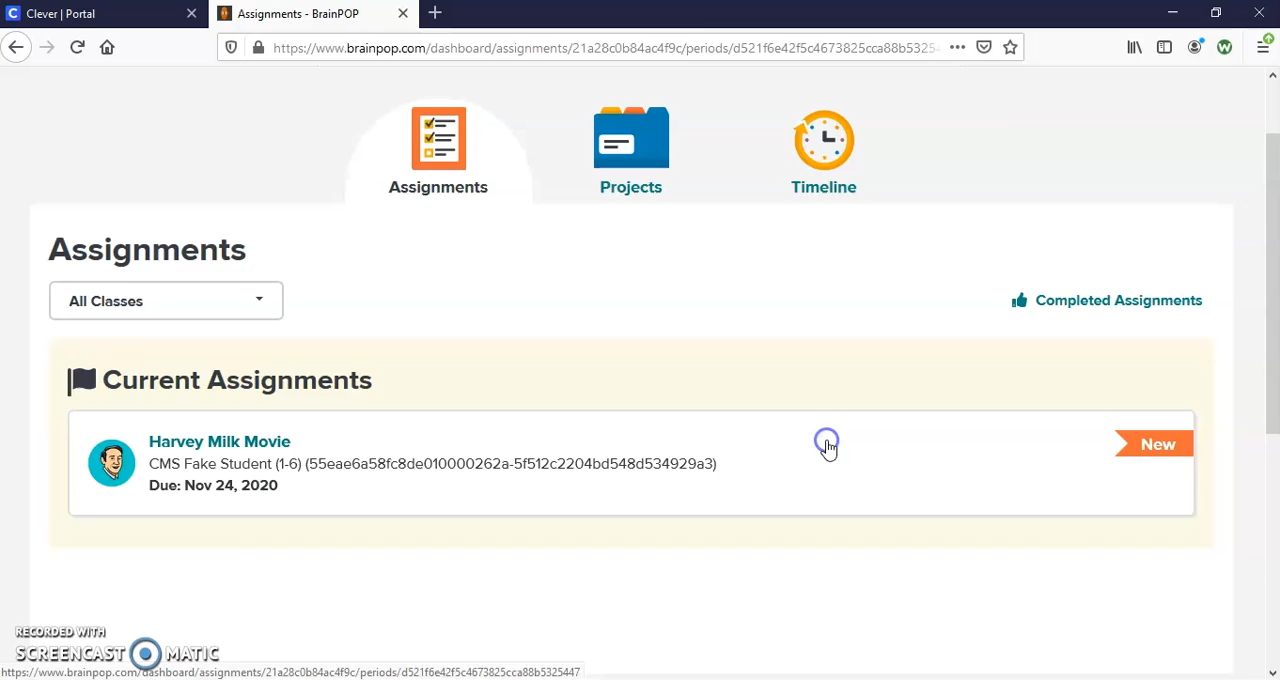 Clever | Portal
Assignments - BrainPOP
https://www.brainpop.com/dashboard/assignments/21a28c0b84ac4f9c/periods/d521f6e42f5c4673825cca88b5325
Assignments
Projects
Timeline
Assignments
All Classes
Completed Assignments
Current Assignments
Harvey Milk Movie
New
CMS Fake Student (1-6) (55eae6a58fc8de010000262a-5f512c2204bd548d534929a3)
Due: Nov 24, 2020
RECORDED WITH
SCREENCAST MATIC
https://www.brainpop.com/dashboard/assignments/21a28c0b84ac4f9c/periods/d521f6e42f5c4673825cca88b5325447